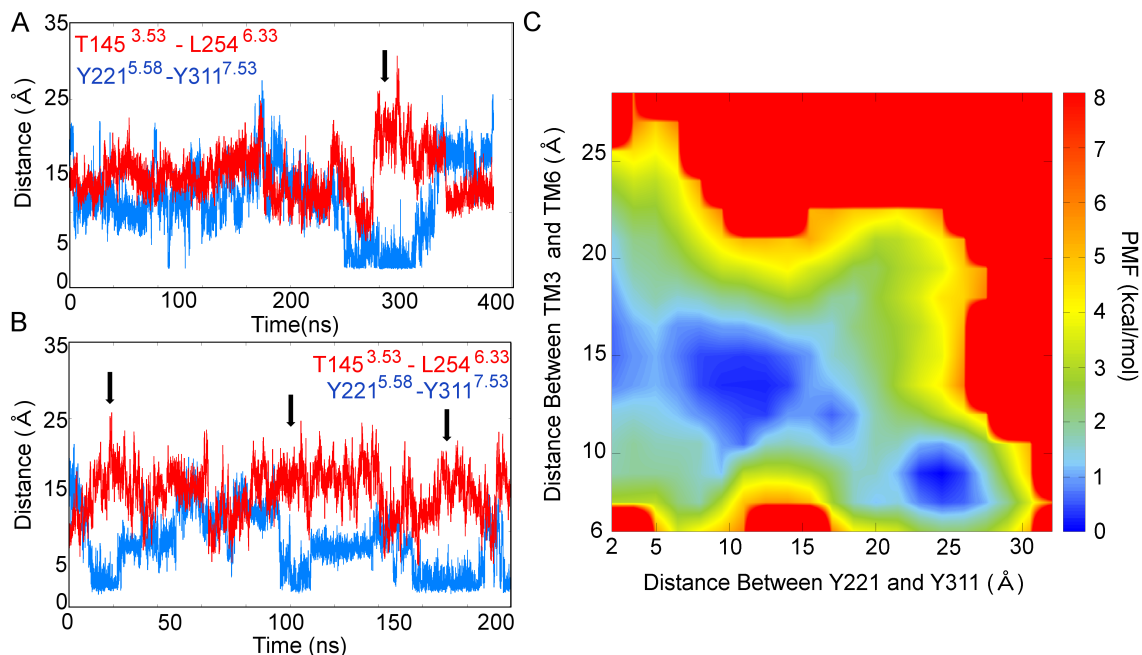 A
35
25
15
5
0
Distance (Å)
T145 3.53 - L254 6.33
Y221 5.58 -Y311 7.53
0 100 200 300 400
Time(ns)
B
35
25
15
5
0
Distance (Å)
T145 3.53 - L254 6.33
Y221 5.58 -Y311 7.53
0 50 100 150 200
Time (ns)
C
25
20
15
10
6
Distance Between TM3 and TM6 (Å)
2 5 10 15 20 25 30
Distance Between Y221 and Y311 (Å)
8
7
6
5
4
3
2
1
0
PMF (kcal/mol)